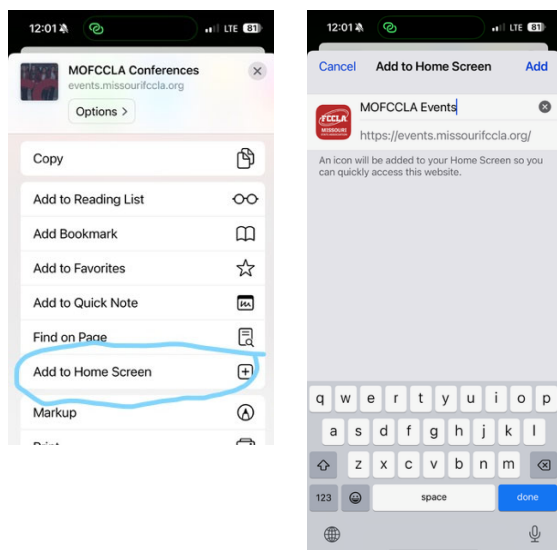 12:01
LTE 81
MOFCCLA Conferences
events.missourifccla.org
Options >
Copy
Add to Reading List
Add Bookmark
Add to Favorites
Add to Quick Note
Find on Page
Add to Home Screen
Markup
12:01
LTE 81
Cancel Add to Home Screen Add
FCCLA
MISSOURI
MOFCCLA Events
https://events.missourifccla.org/
An icon will be added to your Home Screen so you
can quickly access this website.
q w e r t y u i o p
a s d f g h j k l
z x c v b n m
123 space done